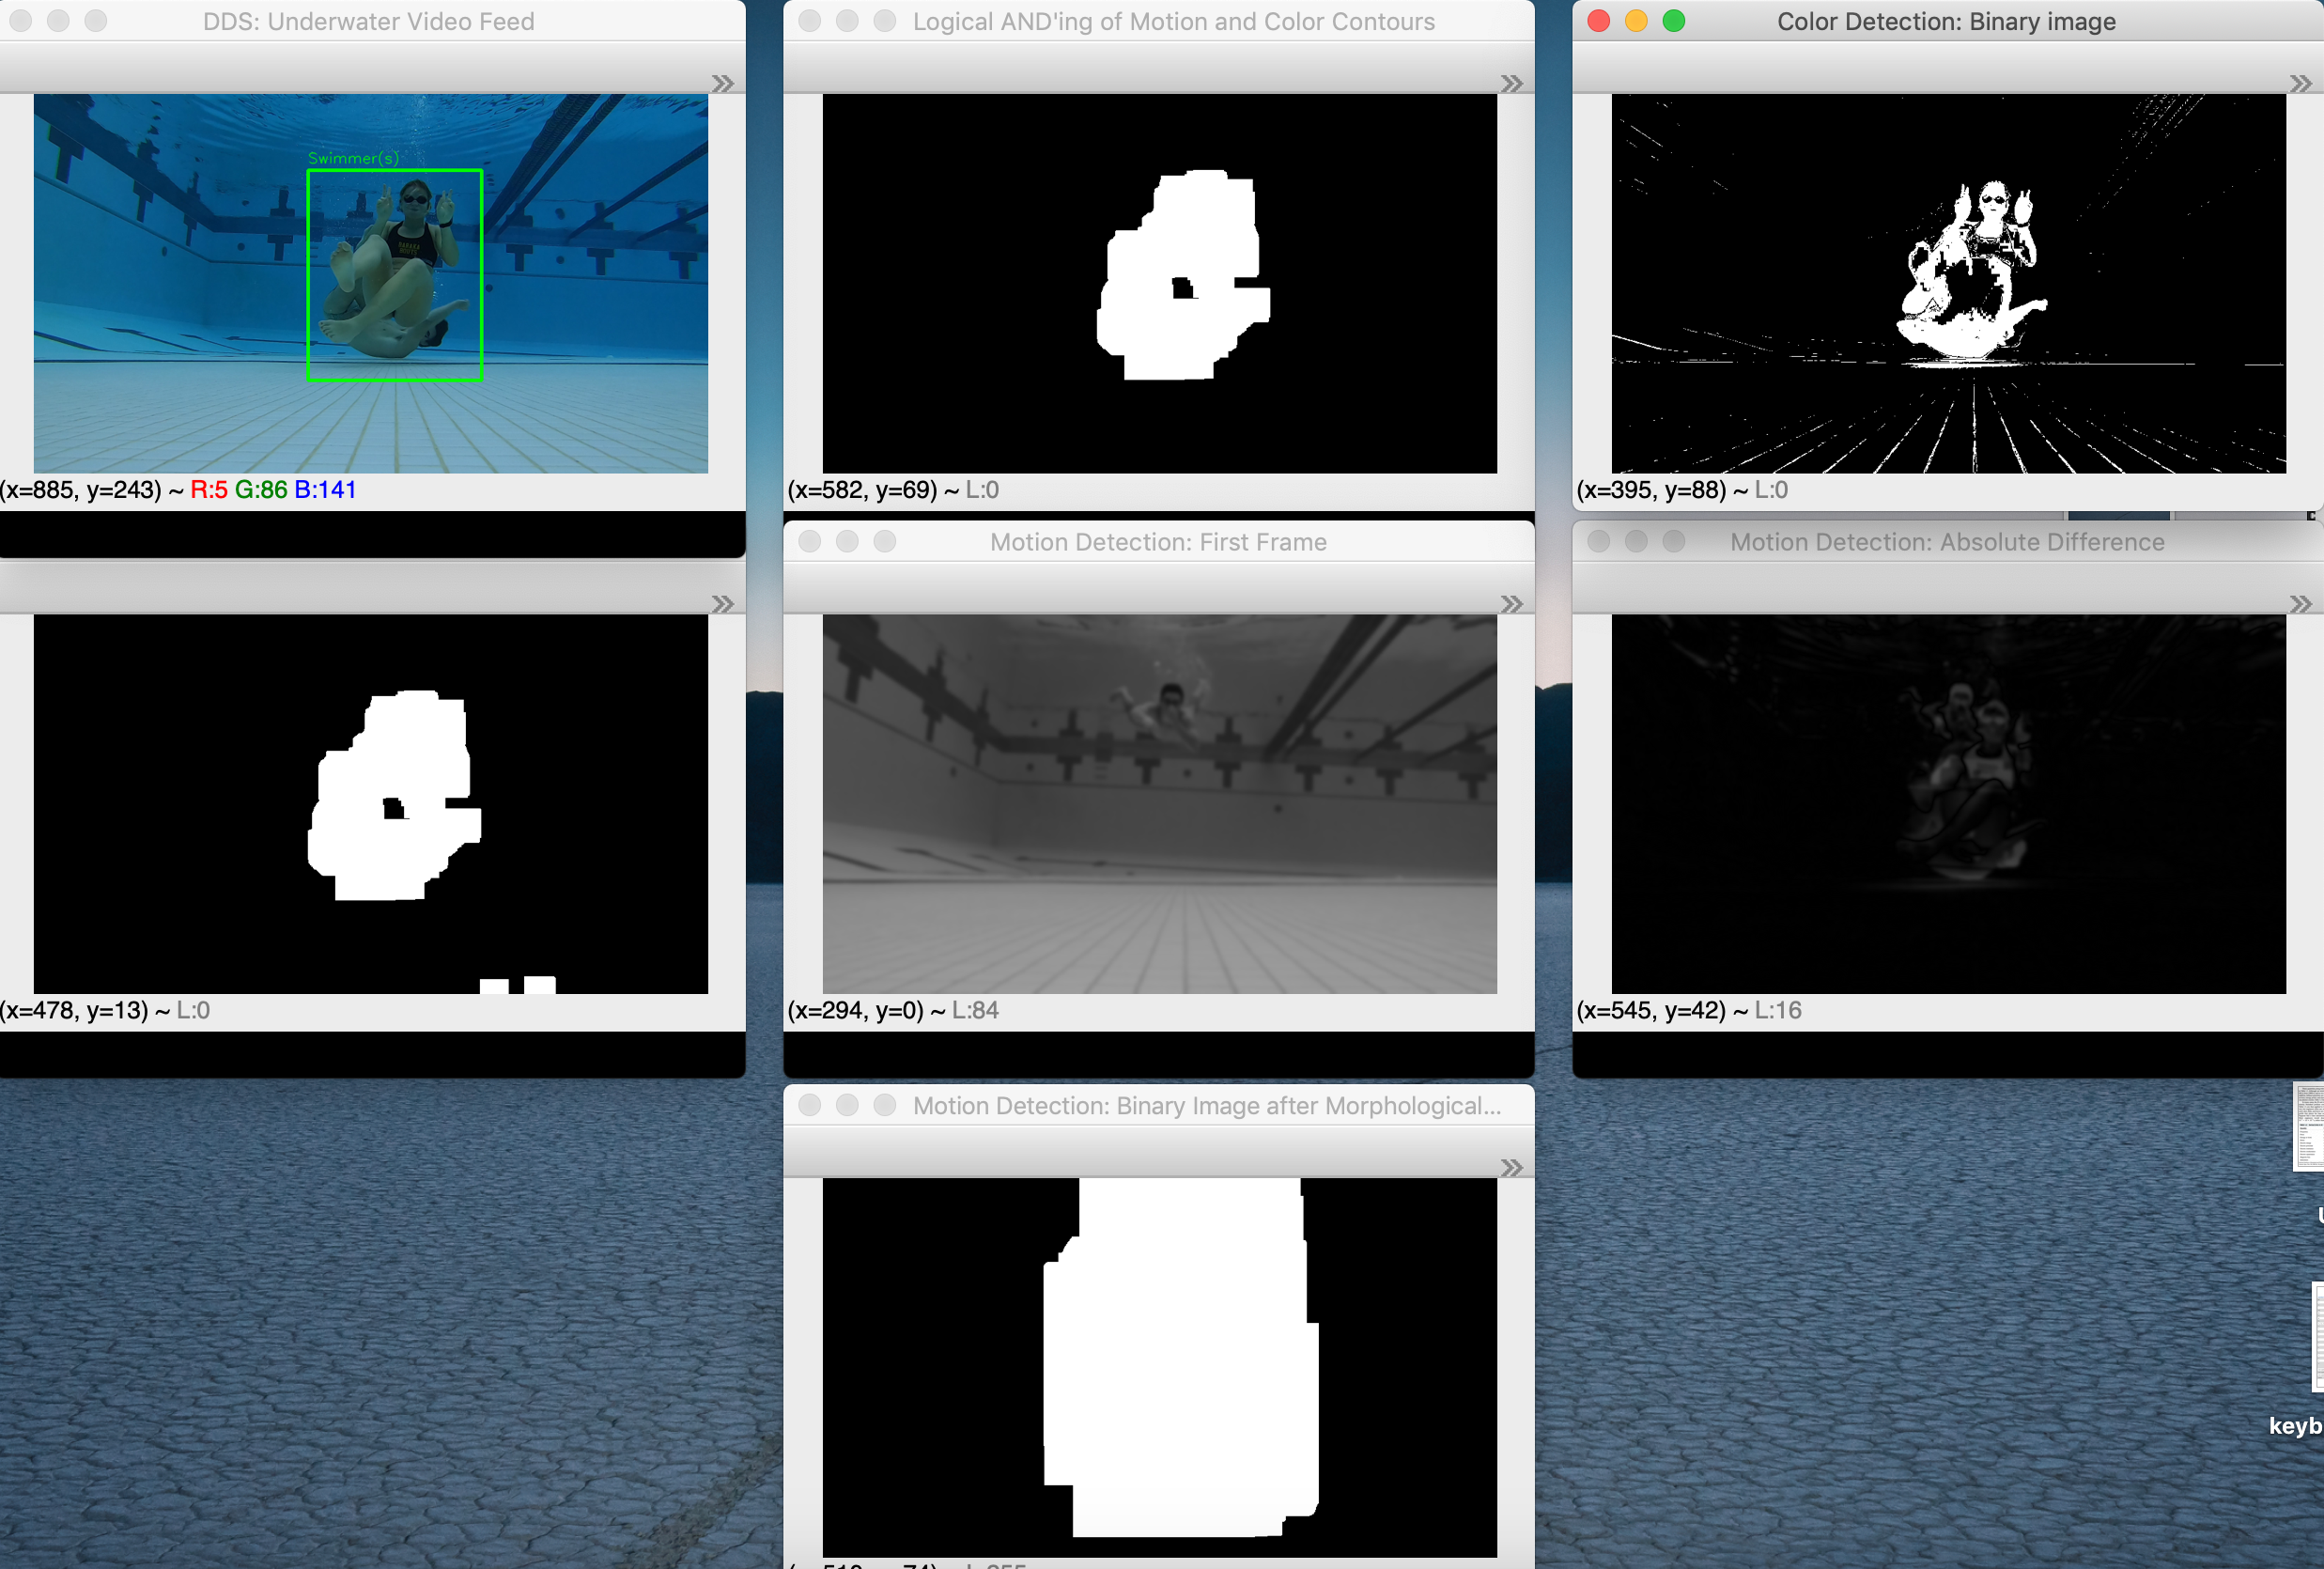 DDS: Underwater Video Feed
Logical AND'ing of Motion and Color Contours
Color Detection: Binary image
Swimmer(s)
(x=885, y=243) ~ R:5 G:86 B:141
(x=582, y=69) ~ L:0
(x=395, y=88) ~ L:0
Motion Detection: First Frame
Motion Detection: Absolute Difference
(x=478, y=13) ~ L:0
(x=294, y=0) ~ L:84
(x=545, y=42) ~ L:16
Motion Detection: Binary Image after Morphological...
keyb